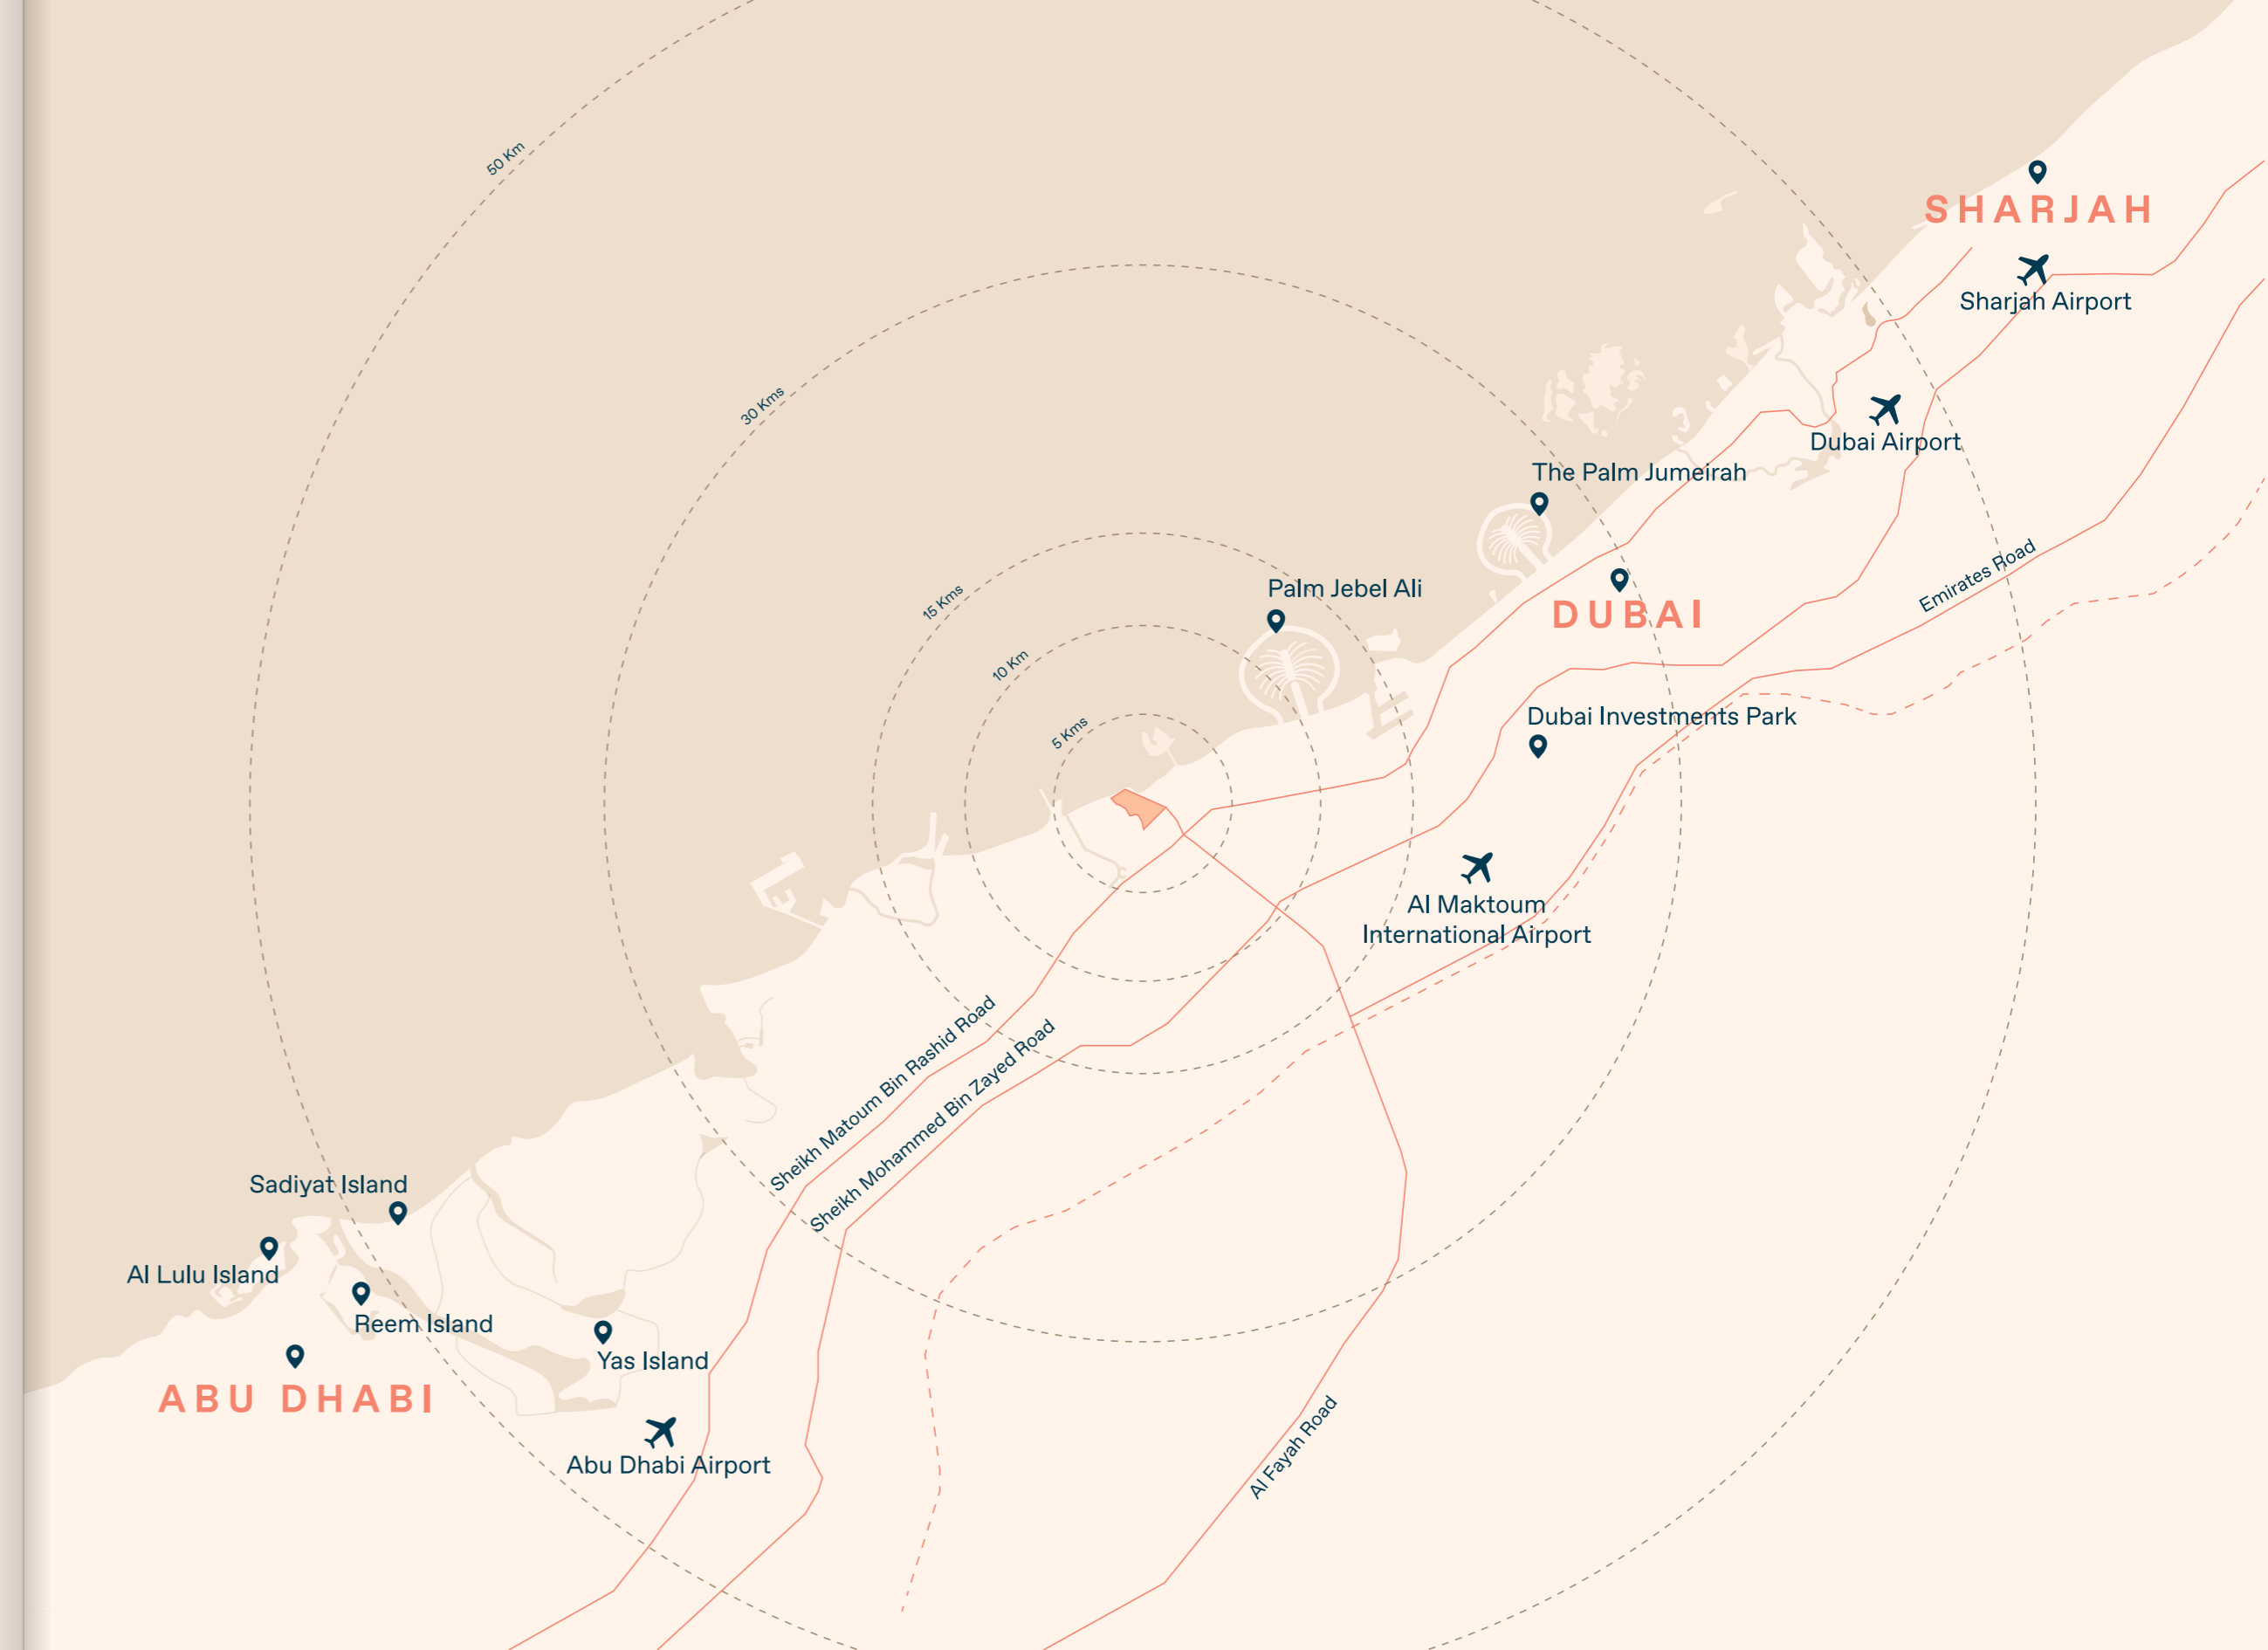 50 Km
SHARJAH
Sharjah Airport
30 Kms
Dubai Airport
The Palm Jumeirah
Palm Jebel Ali
15 Kms
DUBAI
Emirates Road
10 Km
5 Kms
Dubai Investments Park
Al Maktoum
International Airport
Sheikh Matoum Bin Rashid Road
Sheikh Mohammed Bin Zayed Road
Sadiyat Island
Al Lulu Island
Reem Island
Yas Island
ABU DHABI
Abu Dhabi Airport
Al Fayah Road